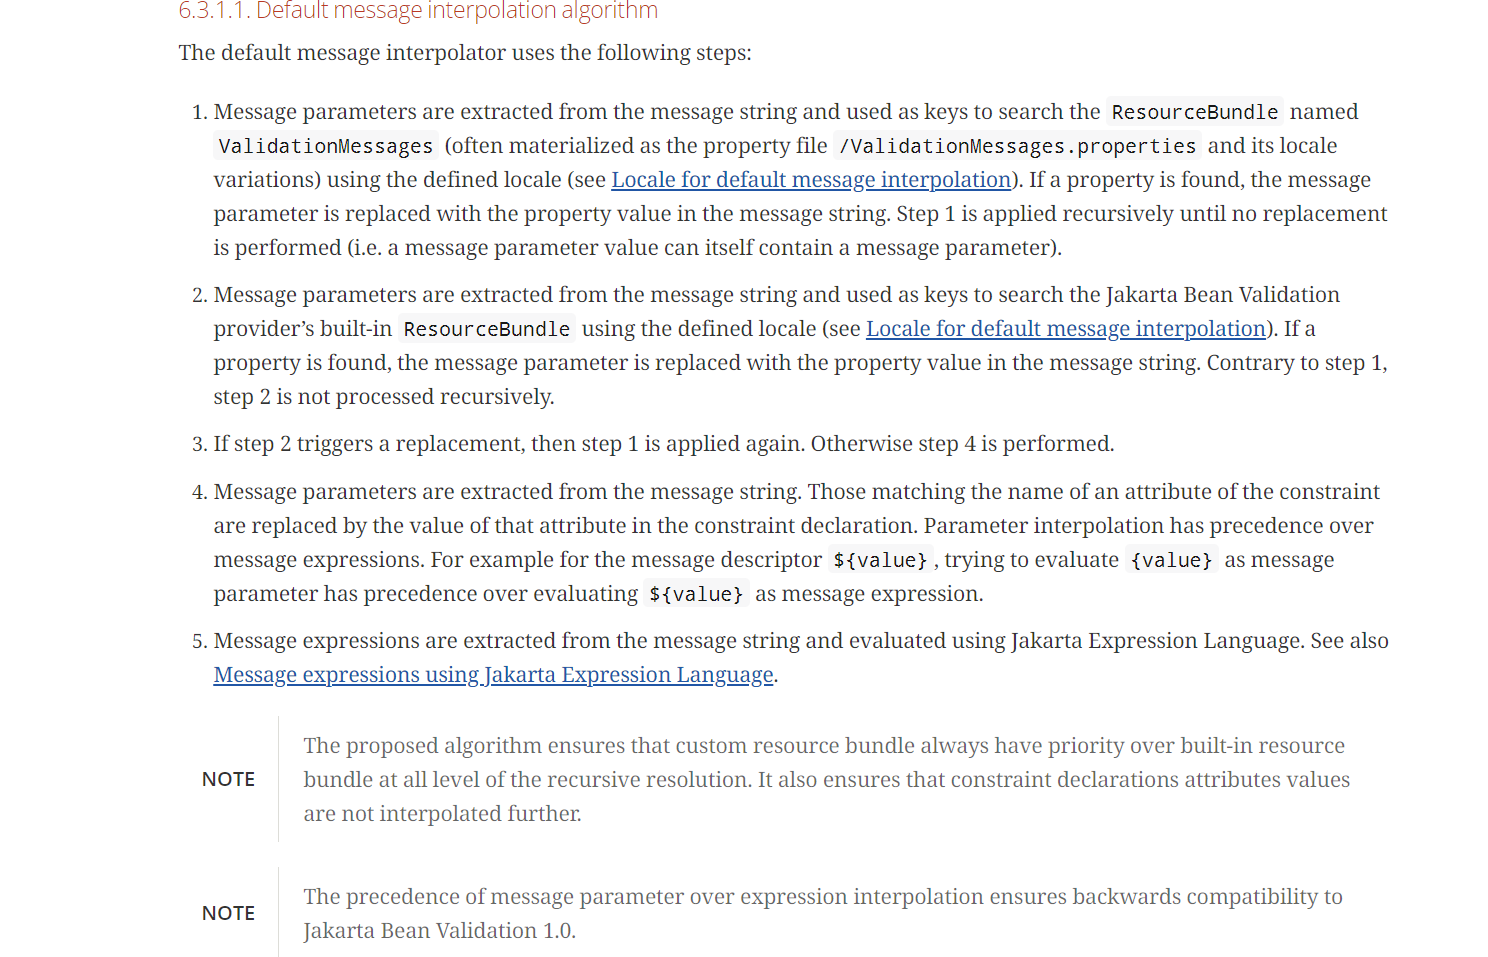 6.3.1.1. Default message interpolation algorithm
The default message interpolator uses the following steps:
1. Message parameters are extracted from the message string and used as keys to search the ResourceBundle named
ValidationMessages (often materialized as the property file /ValidationMessages.properties and its locale
variations) using the defined locale (see Locale for default message interpolation). If a property is found, the message
parameter is replaced with the property value in the message string. Step 1 is applied recursively until no replacement
is performed (i.e. a message parameter value can itself contain a message parameter).
2. Message parameters are extracted from the message string and used as keys to search the Jakarta Bean Validation
provider’s built-in ResourceBundle using the defined locale (see Locale for default message interpolation). If a
property is found, the message parameter is replaced with the property value in the message string. Contrary to step 1,
step 2 is not processed recursively.
3. If step 2 triggers a replacement, then step 1 is applied again. Otherwise step 4 is performed.
4. Message parameters are extracted from the message string. Those matching the name of an attribute of the constraint
are replaced by the value of that attribute in the constraint declaration. Parameter interpolation has precedence over
message expressions. For example for the message descriptor ${value} , trying to evaluate {value} as message
parameter has precedence over evaluating ${value} as message expression.
5. Message expressions are extracted from the message string and evaluated using Jakarta Expression Language. See also
Message expressions using Jakarta Expression Language.
The proposed algorithm ensures that custom resource bundle always have priority over built-in resource
NOTE bundle at all level of the recursive resolution. It also ensures that constraint declarations attributes values
are not interpolated further.
The precedence of message parameter over expression interpolation ensures backwards compatibility to
NOTE
Jakarta Bean Validation 1.0.